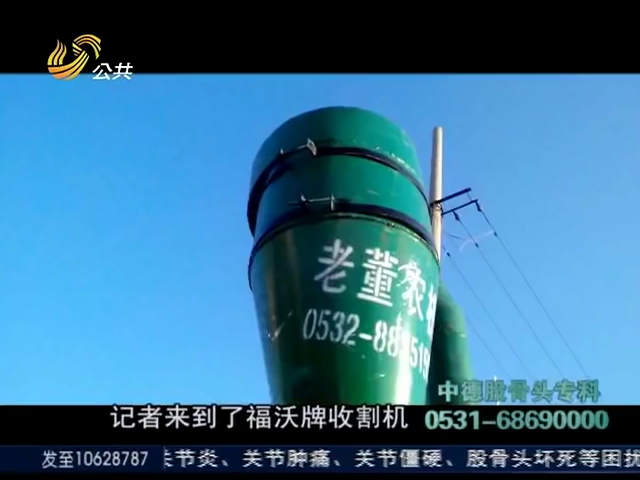 公共
老董农
0532-88
中德股骨头专科
记者来到了福沃牌收割机
0531-68690000
发至10628787
关节炎、关节肿痛、关节僵硬、股骨头坏死等困扰